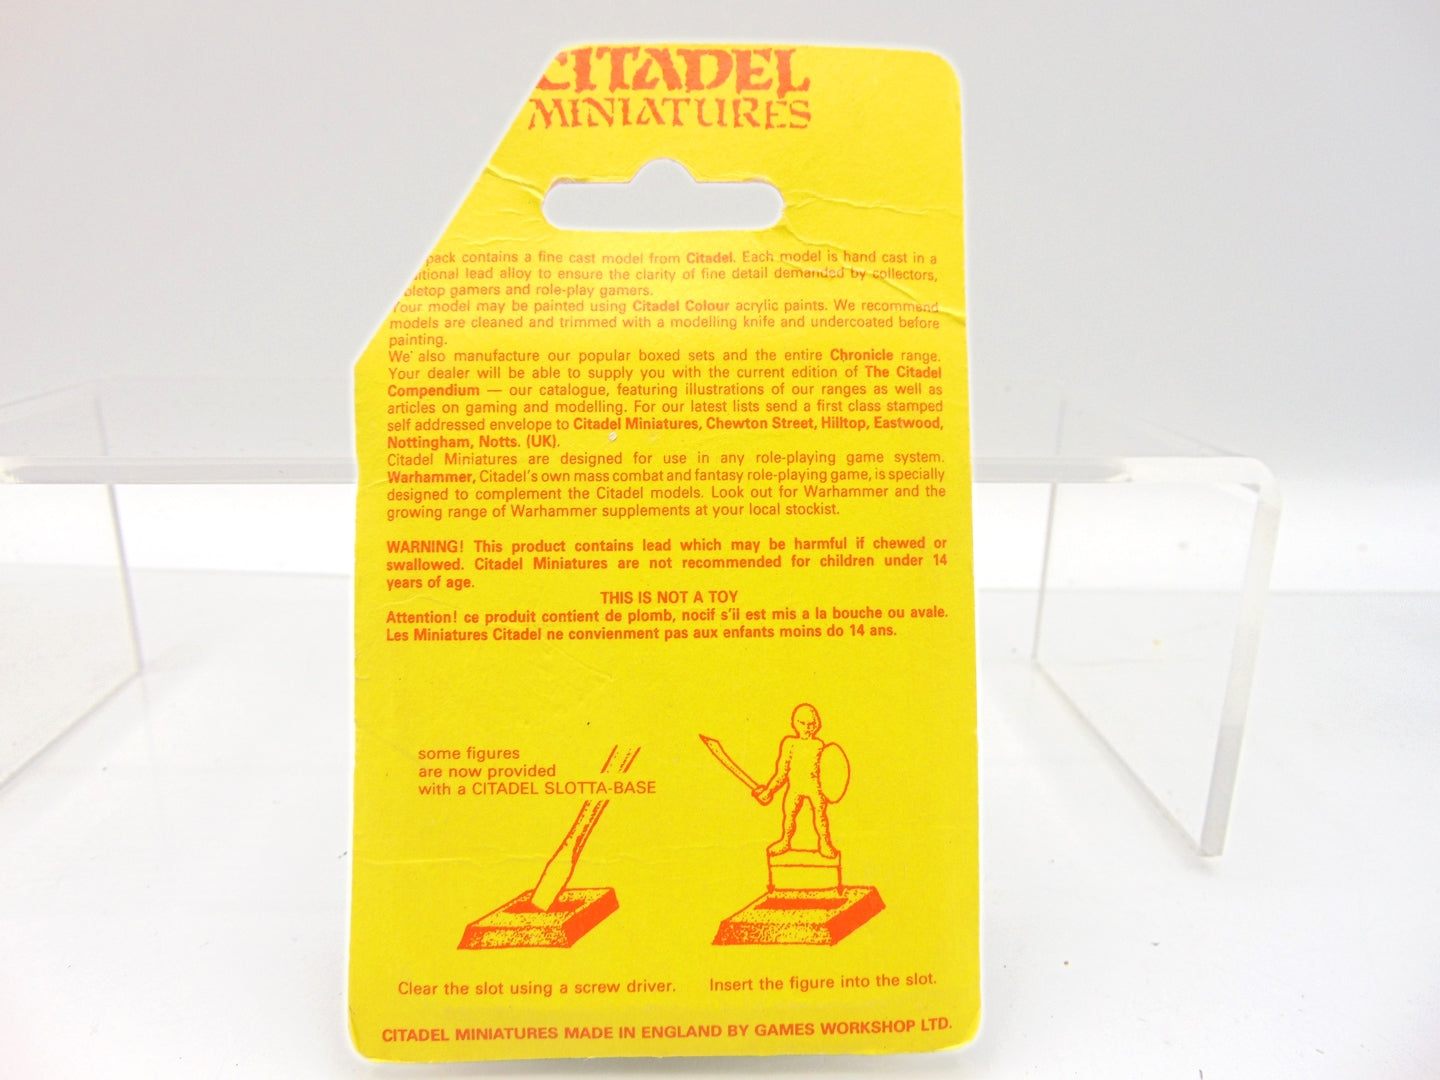 CITADEL
MINIATURES
pack contains a fine cast model from Citadel. Each model is hand cast in a
itional lead alloy to ensure the clarity of fine detail demanded by collectors,
bletop gamers and role-play gamers.
Your model may be painted using Citadel Colour acrylic paints. We recommend
models are cleaned and trimmed with a modelling knife and undercoated before
painting.
We also manufacture our popular boxed sets and the entire Chronicle range.
Your dealer will be able to supply you with the current edition of The Citadel
Compendium — our catalogue, featuring illustrations of our ranges as well as
articles on gaming and modelling. For our latest lists send a first class stamped
self addressed envelope to Citadel Miniatures, Chewton Street, Hilltop, Eastwood,
Nottingham, Notts. (UK).
Citadel Miniatures are designed for use in any role-playing game system.
Warhammer, Citadel's own mass combat and fantasy role-playing game, is specially
designed to complement the Citadel models. Look out for Warhammer and the
growing range of Warhammer supplements at your local stockist.
WARNING! This product contains lead which may be harmful if chewed or
swallowed. Citadel Miniatures are not recommended for children under 14
years of age.
THIS IS NOT A TOY
Attention! ce produit contient de plomb, nocif s'il est mis a la bouche ou avale.
Les Miniatures Citadel ne convienment pas aux enfants moins do 14 ans.
some figures
are now provided
with a CITADEL SLOTTA-BASE
Clear the slot using a screw driver.
Insert the figure into the slot.
CITADEL MINIATURES MADE IN ENGLAND BY GAMES WORKSHOP LTD.